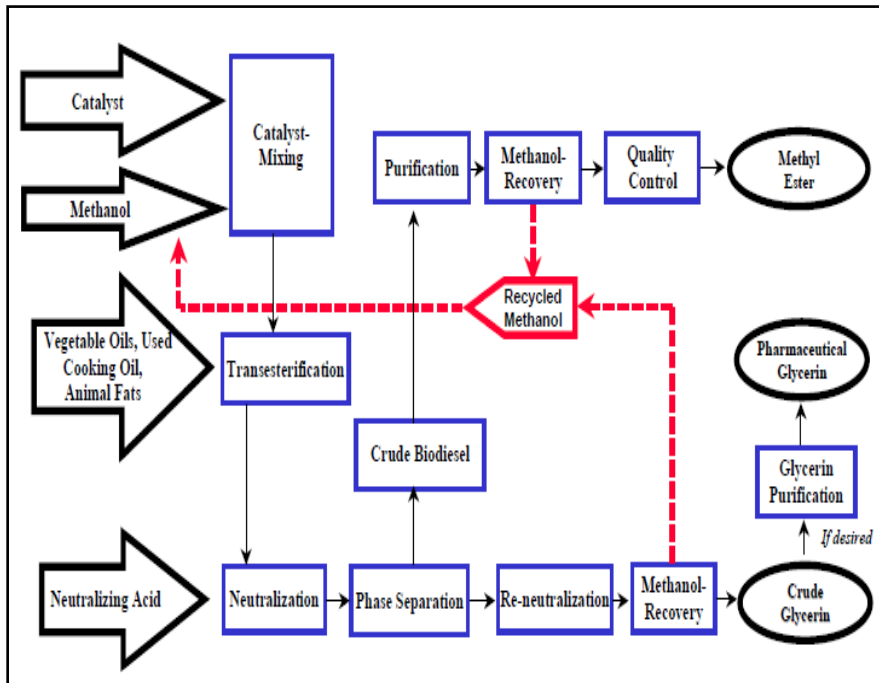 Catalyst
Catalyst-
Mixing
Methanol
Purification
Methanol-
Recovery
Quality
Control
Methyl
Ester
Recycled
Methanol
Vegetable Oils, Used
Cooking Oil,
Animal Fats
Transesterification
Pharmaceutical
Glycerin
Crude Biodiesel
Glycerin
Purification
If desired
Neutralizing Acid
Neutralization
Phase Separation
Re-neutralization
Methanol-
Recovery
Crude
Glycerin